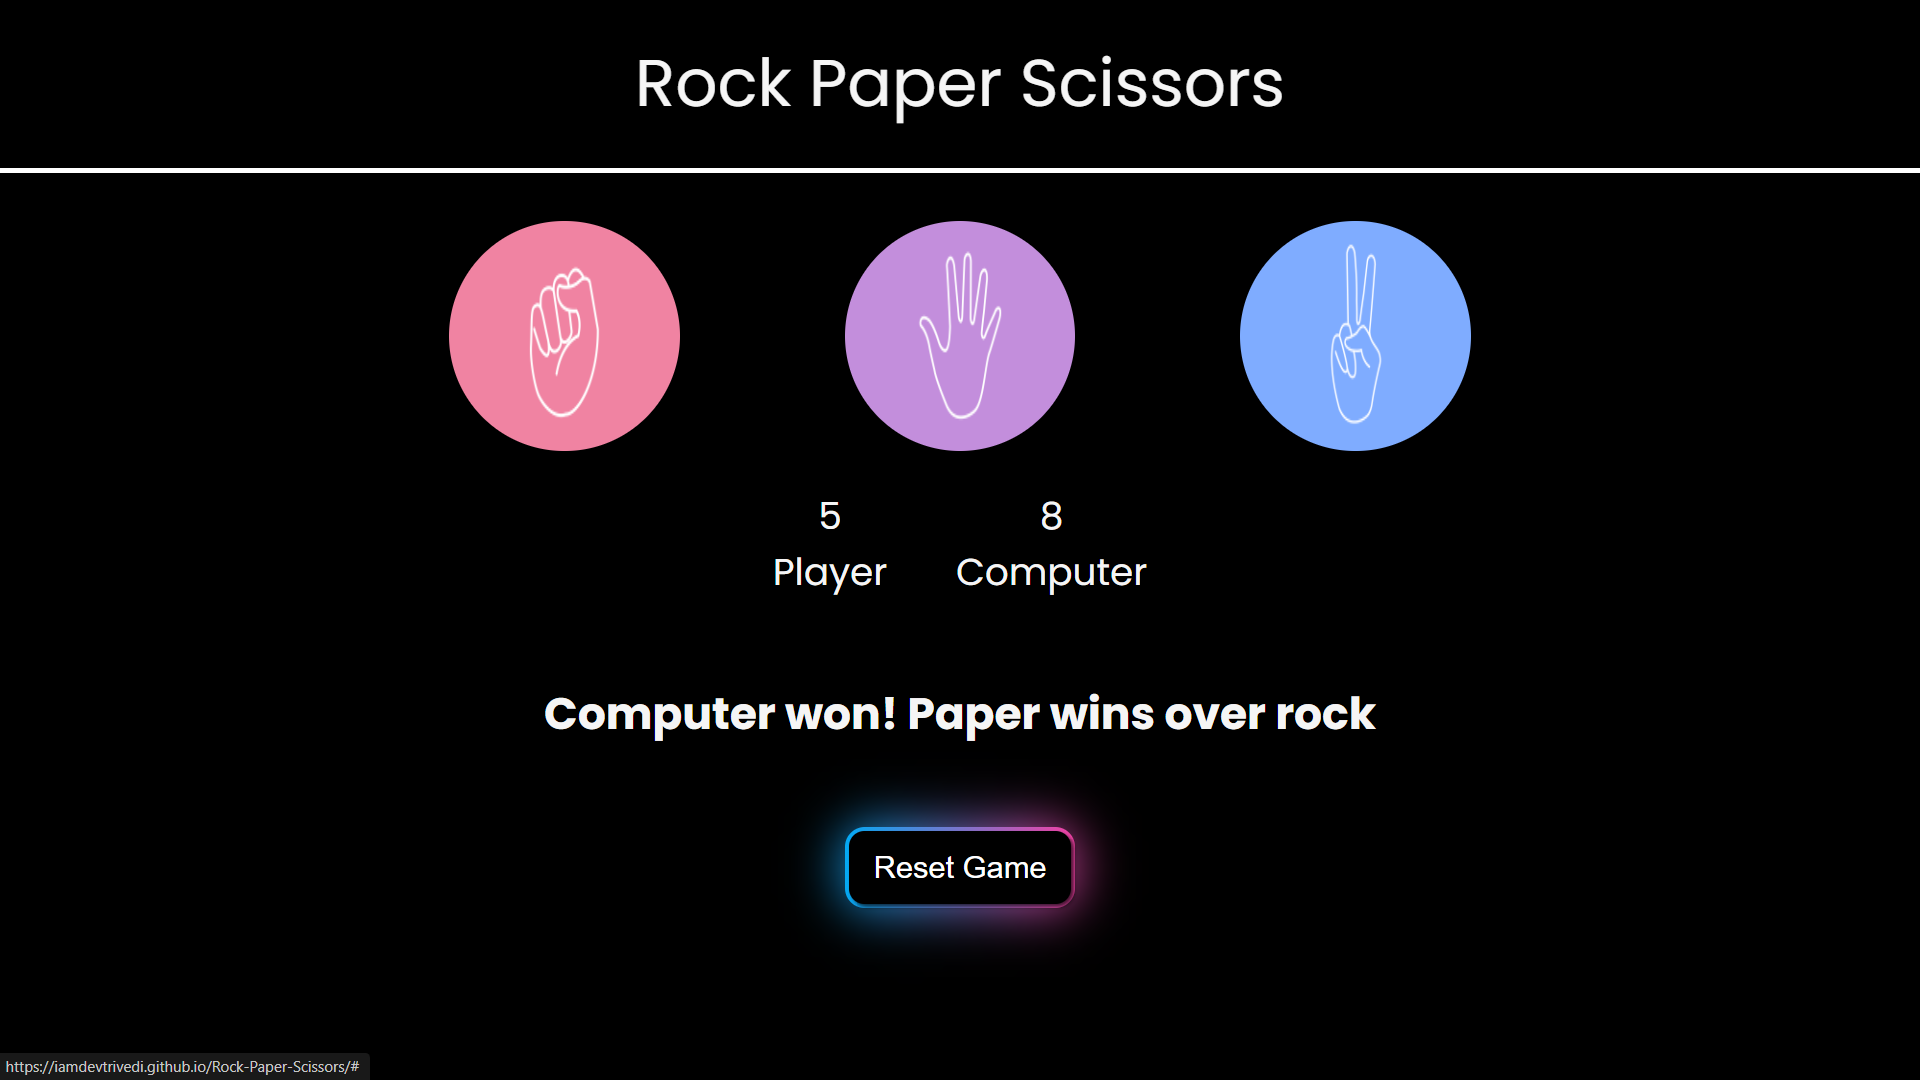 Rock Paper Scissors
5
8
Player
Computer
Computer won! Paper wins over rock
Reset Game
https://iamdevtrivedi.github.io/Rock-Paper-Scissors/#